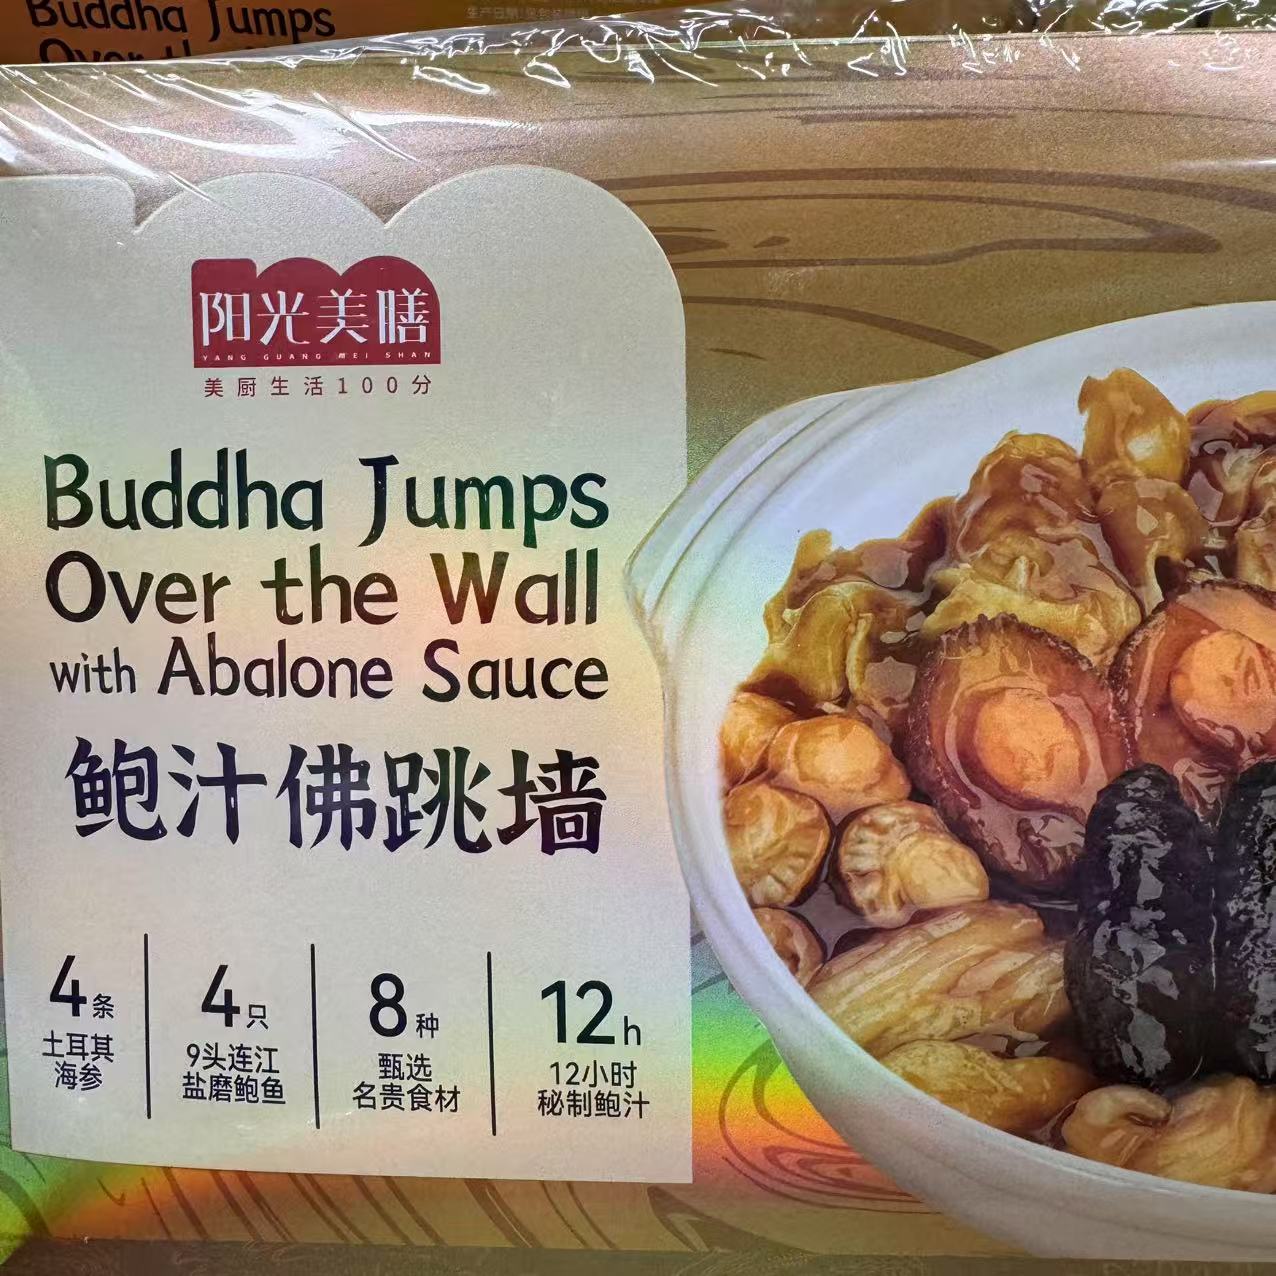 Buddha Jumps
阳光美膳
YANG GUANG MEI SHAN
美厨生活100分
Buddha Jumps
Over the Wall
with Abalone Sauce
鲍汁佛跳墙
4条
土耳其
海参
4只
9头连江
盐磨鲍鱼
8种
甄选
名贵食材
12h
12小时
秘制鲍汁